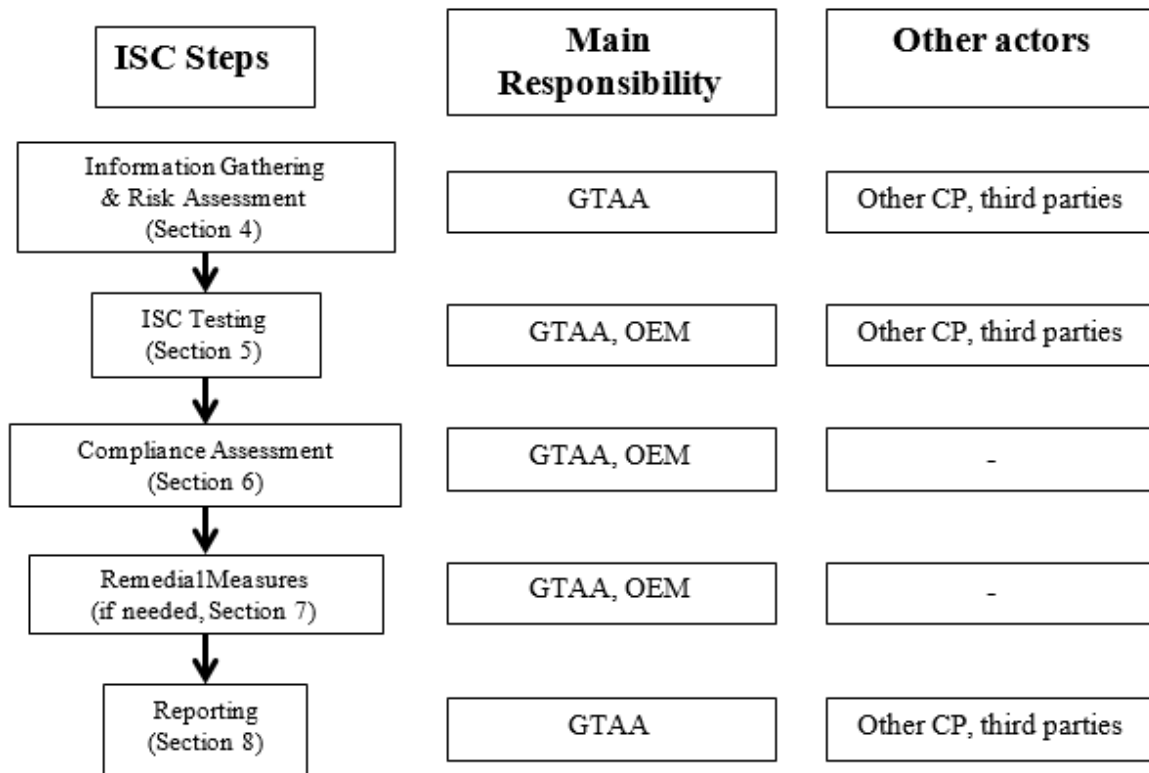 ISC Steps
Main
Responsibility
Other actors
Information Gathering
& Risk Assessment
(Section 4)
GTAA
Other CP, third parties
ISC Testing
(Section 5)
GTAA, OEM
Other CP, third parties
Compliance Assessment
(Section 6)
GTAA, OEM
-
Remedial Measures
(if needed, Section 7)
GTAA, OEM
-
Reporting
(Section 8)
GTAA
Other CP, third parties